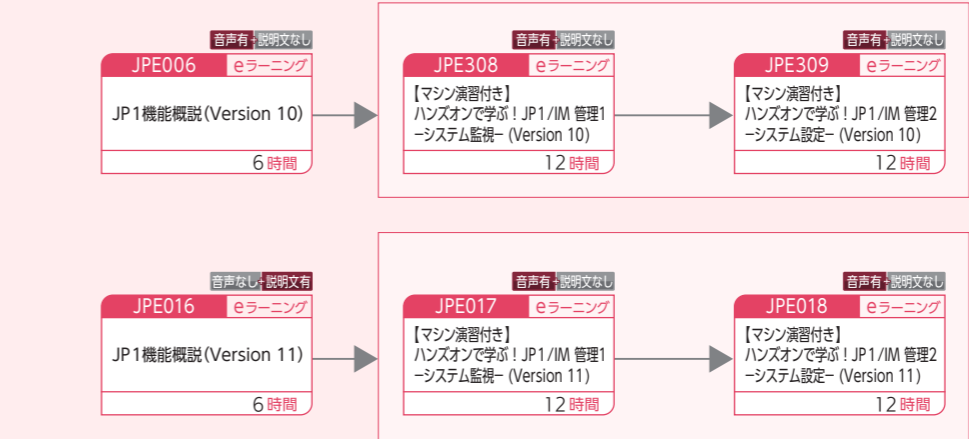 音声有+説明文なし
JPE006 eラーニング
JP1機能概説(Version 10)
6時間
音声有+説明文なし
JPE308 eラーニング
【マシン演習付き】
ハンズオンで学ぶ！JP1/IM 管理1
ーシステム監視ー (Version 10)
12時間
音声有+説明文なし
JPE309 eラーニング
【マシン演習付き】
ハンズオンで学ぶ！JP1/IM 管理2
ーシステム設定ー (Version 10)
12時間
音声なし+説明文有
JPE016 eラーニング
JP1機能概説(Version 11)
6時間
音声有+説明文なし
JPE017 eラーニング
【マシン演習付き】
ハンズオンで学ぶ！JP1/IM 管理1
ーシステム監視ー (Version 11)
12時間
音声有+説明文なし
JPE018 eラーニング
【マシン演習付き】
ハンズオンで学ぶ！JP1/IM 管理2
ーシステム設定ー (Version 11)
12時間